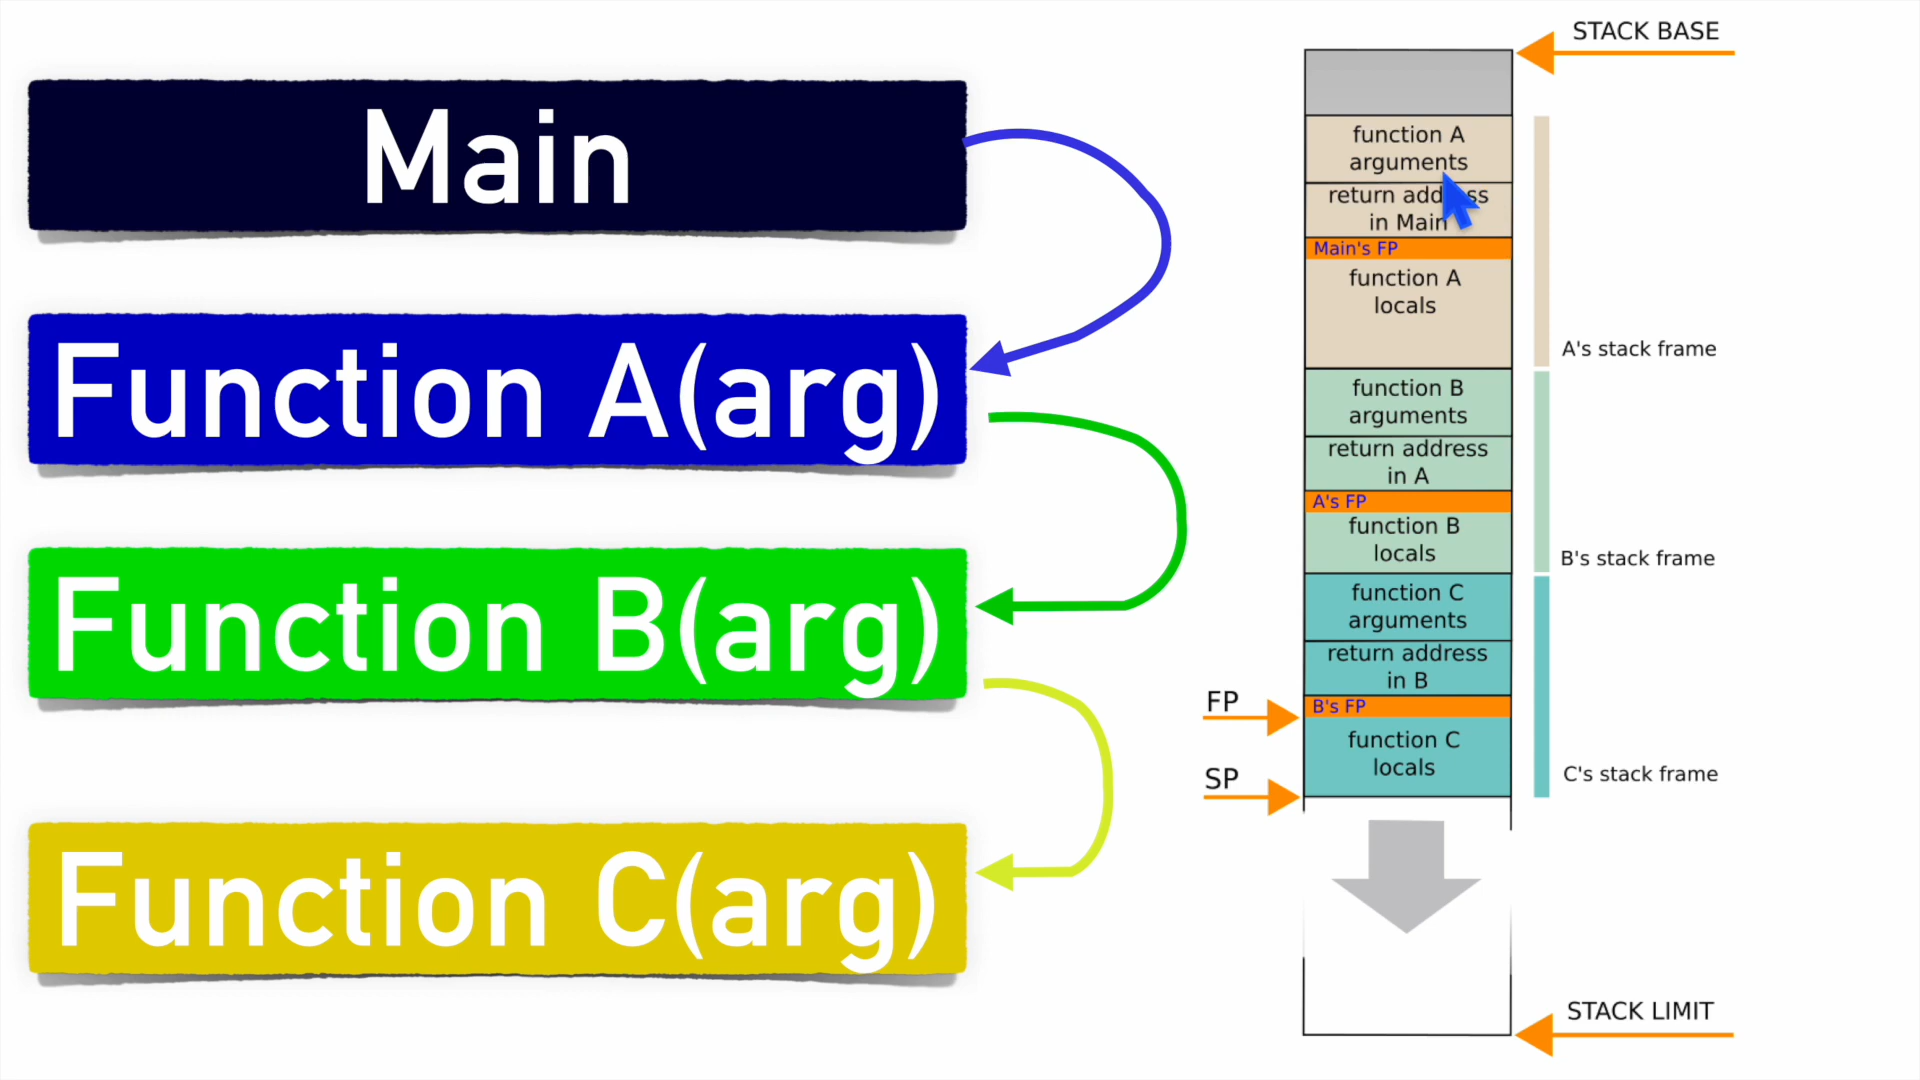 Main
Function A(arg)
Function B(arg)
Function C(arg)
STACK BASE
function A
arguments
return address
in Main
Main's FP
function A
locals
A's stack frame
function B
arguments
return address
in A
A's FP
function B
locals
B's stack frame
function C
arguments
return address
in B
FP
B's FP
function C
locals
SP
C's stack frame
STACK LIMIT